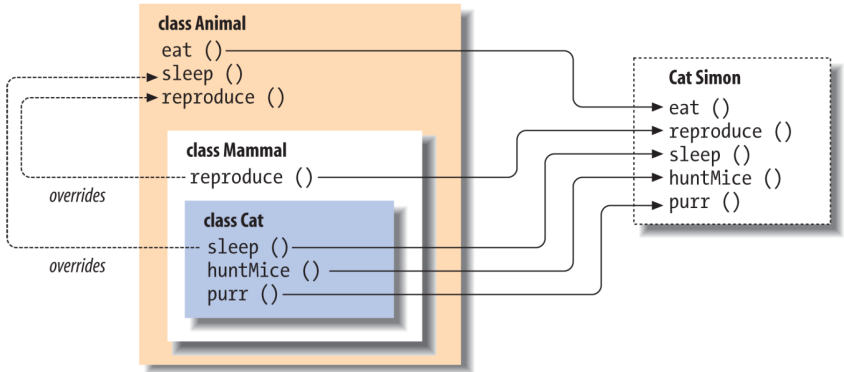 class Animal
eat ()
sleep ()
reproduce ()
class Mammal
reproduce ()
overrides
class Cat
sleep ()
huntMice ()
purr ()
overrides
Cat Simon
eat ()
reproduce ()
sleep ()
huntMice ()
purr ()